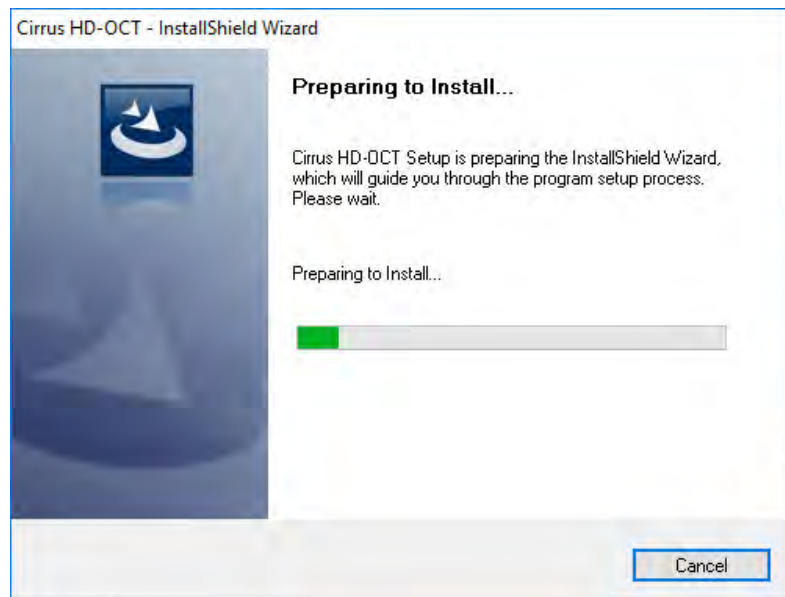 Cirrus HD-OCT - InstallShield Wizard
Preparing to Install...
Cirrus HD-OCT Setup is preparing the InstallShield Wizard,
which will guide you through the program setup process.
Please wait.
Preparing to Install...
Cancel